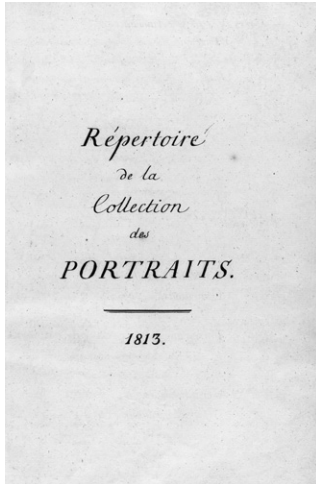 Répertoire
de la
Collection
des
PORTRAITS.
1813.